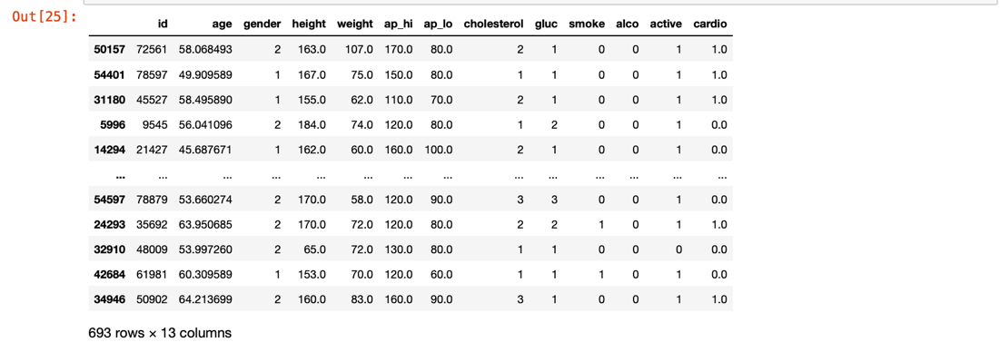 Out[25]:
id age gender height weight ap_hi ap_lo cholesterol gluc smoke alco active cardio
50157 72561 58.068493 2 163.0 107.0 170.0 80.0 2 1 0 0 1 1.0
54401 78597 49.909589 1 167.0 75.0 150.0 80.0 1 1 0 0 1 1.0
31180 45527 58.495890 1 155.0 62.0 110.0 70.0 2 1 0 0 1 1.0
5996 9545 56.041096 2 184.0 74.0 120.0 80.0 1 2 0 0 1 0.0
14294 21427 45.687671 1 162.0 60.0 160.0 100.0 2 1 0 0 1 0.0
... ... ... ... ... ... ... ... ... ... ... ... ... ...
54597 78879 53.660274 2 170.0 58.0 120.0 90.0 3 3 0 0 1 0.0
24293 35692 63.950685 2 170.0 72.0 120.0 80.0 2 2 1 0 1 1.0
32910 48009 53.997260 2 65.0 72.0 130.0 80.0 1 1 0 0 0 0.0
42684 61981 60.309589 1 153.0 70.0 120.0 60.0 1 1 1 0 1 0.0
34946 50902 64.213699 2 160.0 83.0 160.0 90.0 3 1 0 0 1 1.0
693 rows × 13 columns